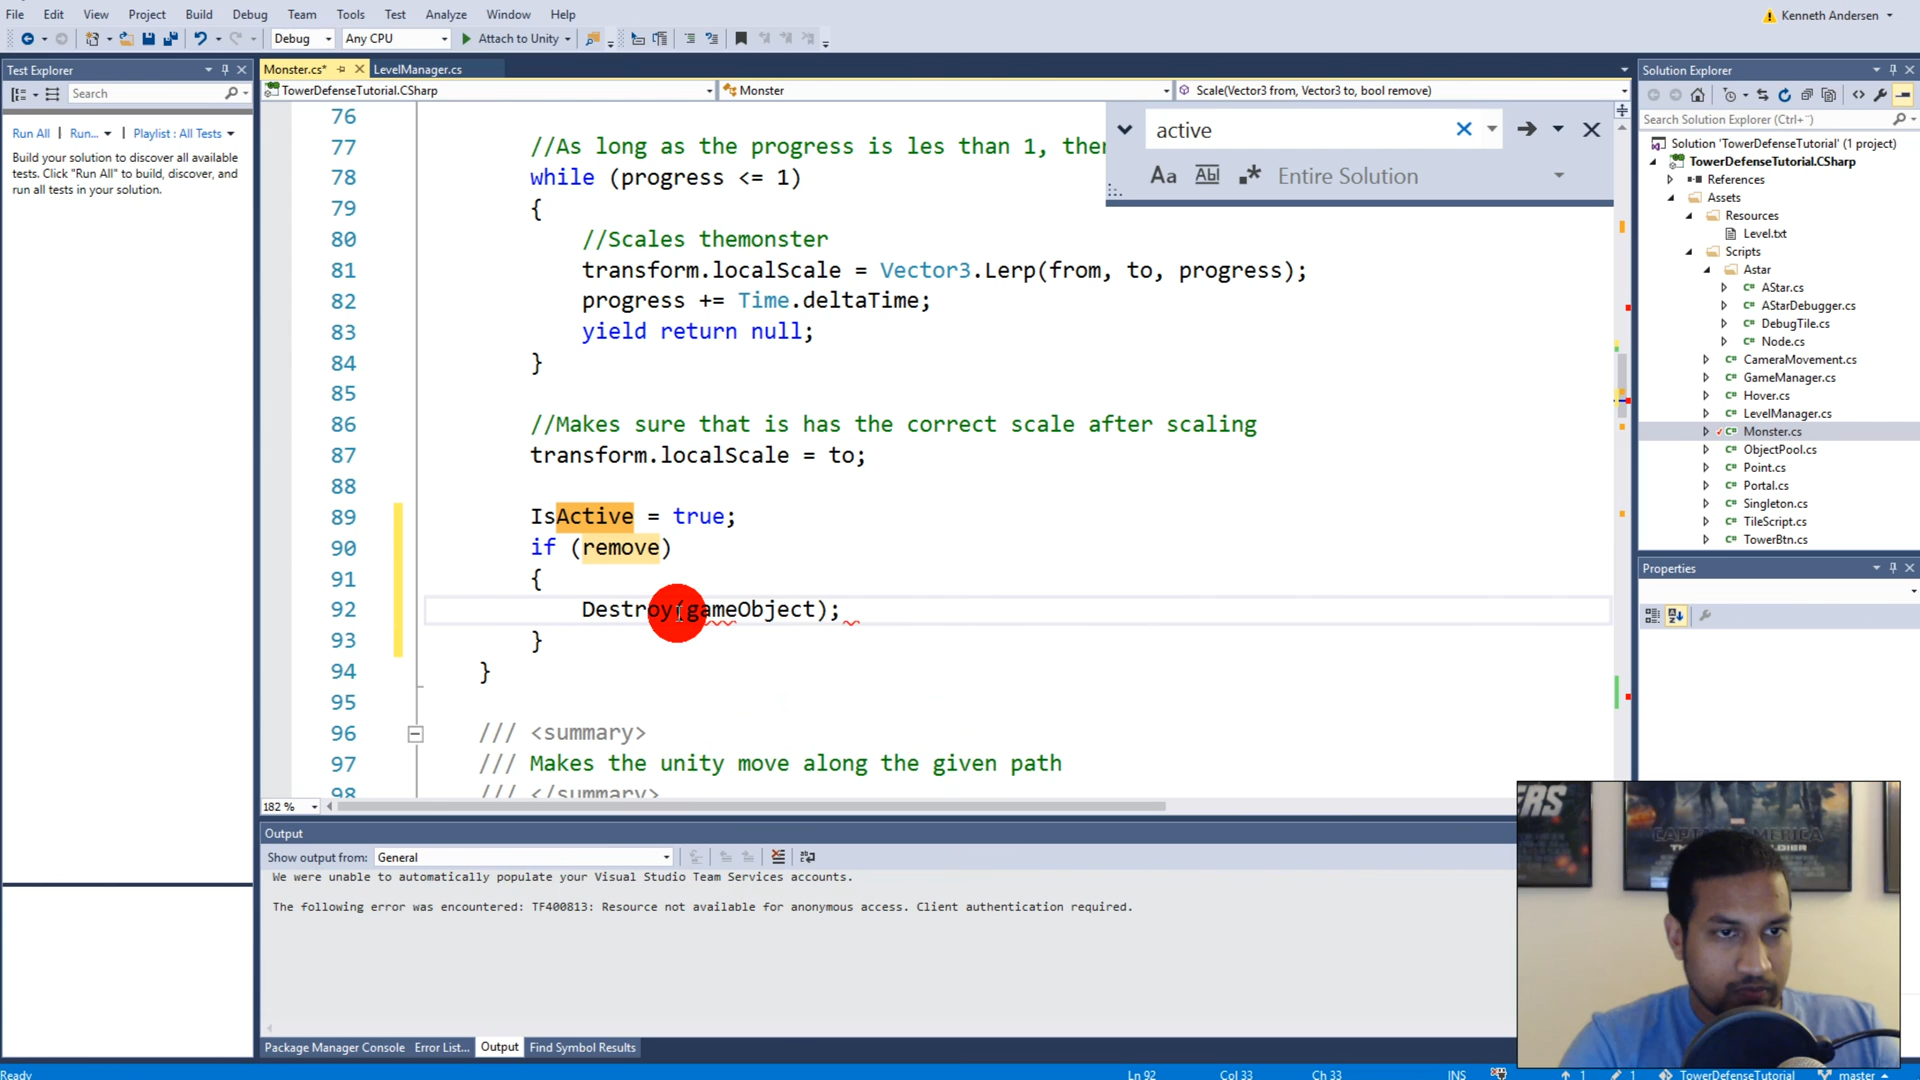 File Edit View Project Build Debug Team Tools Test Analyze Window Help
Kenneth Andersen
Debug Any CPU Attach to Unity
Test Explorer
Search
Run All Run... Playlist : All Tests
Build your solution to discover all available
tests. Click "Run All" to build, discover, and
run all tests in your solution.
Monster.cs* LevelManager.cs
TowerDefenseTutorial.CSharp Monster Scale(Vector3 from, Vector3 to, bool remove)
active
Aa Abl Entire Solution
76
77 //As long as the progress is les than 1, ther
78 while (progress <= 1)
79 {
80 //Scales themonster
81 transform.localScale = Vector3.Lerp(from, to, progress);
82 progress += Time.deltaTime;
83 yield return null;
84 }
85
86 //Makes sure that is has the correct scale after scaling
87 transform.localScale = to;
88
89 IsActive = true;
90 if (remove)
91 {
92 Destroy(gameObject);
93 }
94 }
95
96 /// <summary>
97 /// Makes the unity move along the given path
98 /// </summary>
182 %
Output
Show output from: General
We were unable to automatically populate your Visual Studio Team Services accounts.
The following error was encountered: TF400813: Resource not available for anonymous access. Client authentication required.
Package Manager Console Error List... Output Find Symbol Results
Solution Explorer
Search Solution Explorer (Ctrl+¨)
Solution 'TowerDefenseTutorial' (1 project)
TowerDefenseTutorial.CSharp
References
Assets
Resources
Level.txt
Scripts
Astar
AStar.cs
AStarDebugger.cs
DebugTile.cs
Node.cs
CameraMovement.cs
GameManager.cs
Hover.cs
LevelManager.cs
Monster.cs
ObjectPool.cs
Point.cs
Portal.cs
Singleton.cs
TileScript.cs
TowerBtn.cs
Properties
Ready Ln 92 Col 33 Ch 33 INS 1 1 TowerDefenseTutorial master